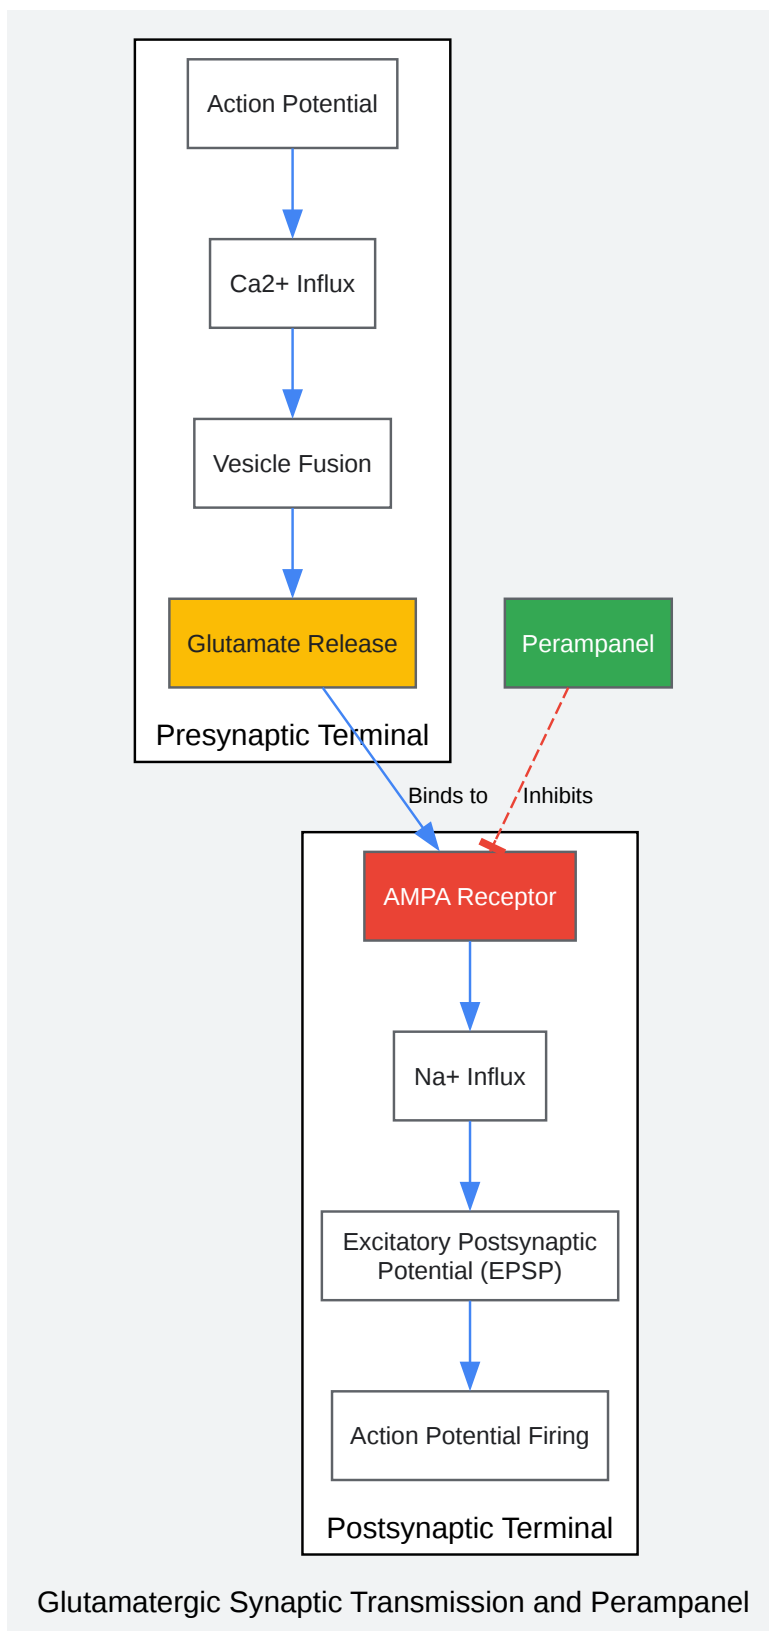 Action Potential
Ca2+ Influx
Vesicle Fusion
Glutamate Release
Perampanel
Presynaptic Terminal
Binds to
Inhibits
AMPA Receptor
Na+ Influx
Excitatory Postsynaptic
Potential (EPSP)
Action Potential Firing
Postsynaptic Terminal
Glutamatergic Synaptic Transmission and Perampanel